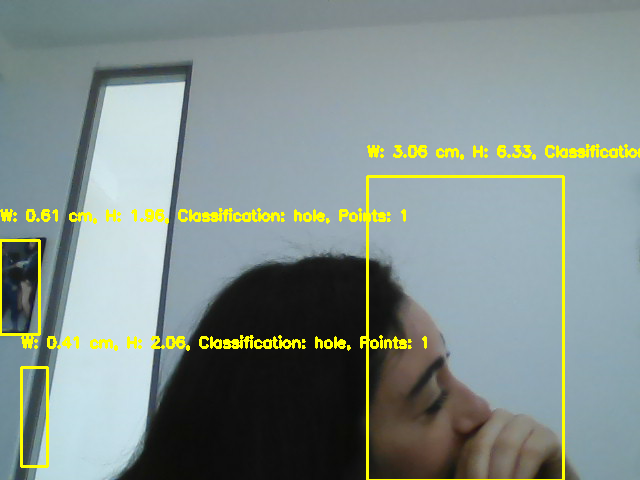 W: 3.06 cm, H: 6.33, Classification
W: 0.61 cm, H: 1.96, Classification: hole, Points: 1
W: 0.41 cm, H: 2.06, Classification: hole, Points: 1